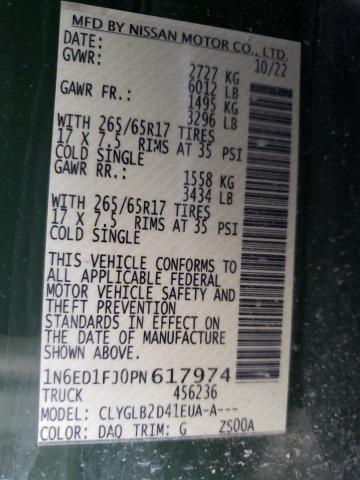 MFD BY NISSAN MOTOR CO., LTD.
DATE: 10/22
GVWR: 2727 KG
6012 LB
GAWR FR.: 1495 KG
3296 LB
WITH 265/65R17 TIRES
17 X 7.5 RIMS AT 35 PSI
COLD SINGLE
GAWR RR.: 1558 KG
3434 LB
WITH 265/65R17 TIRES
17 X 7.5 RIMS AT 35 PSI
COLD SINGLE
THIS VEHICLE CONFORMS TO
ALL APPLICABLE FEDERAL
MOTOR VEHICLE SAFETY AND
THEFT PREVENTION
STANDARDS IN EFFECT ON
THE DATE OF MANUFACTURE
SHOWN ABOVE.
1N6ED1FJ0PN617974
TRUCK 456236
MODEL: CLYGLB2D41EUA-A---
COLOR: DAQ TRIM: G ZS00A